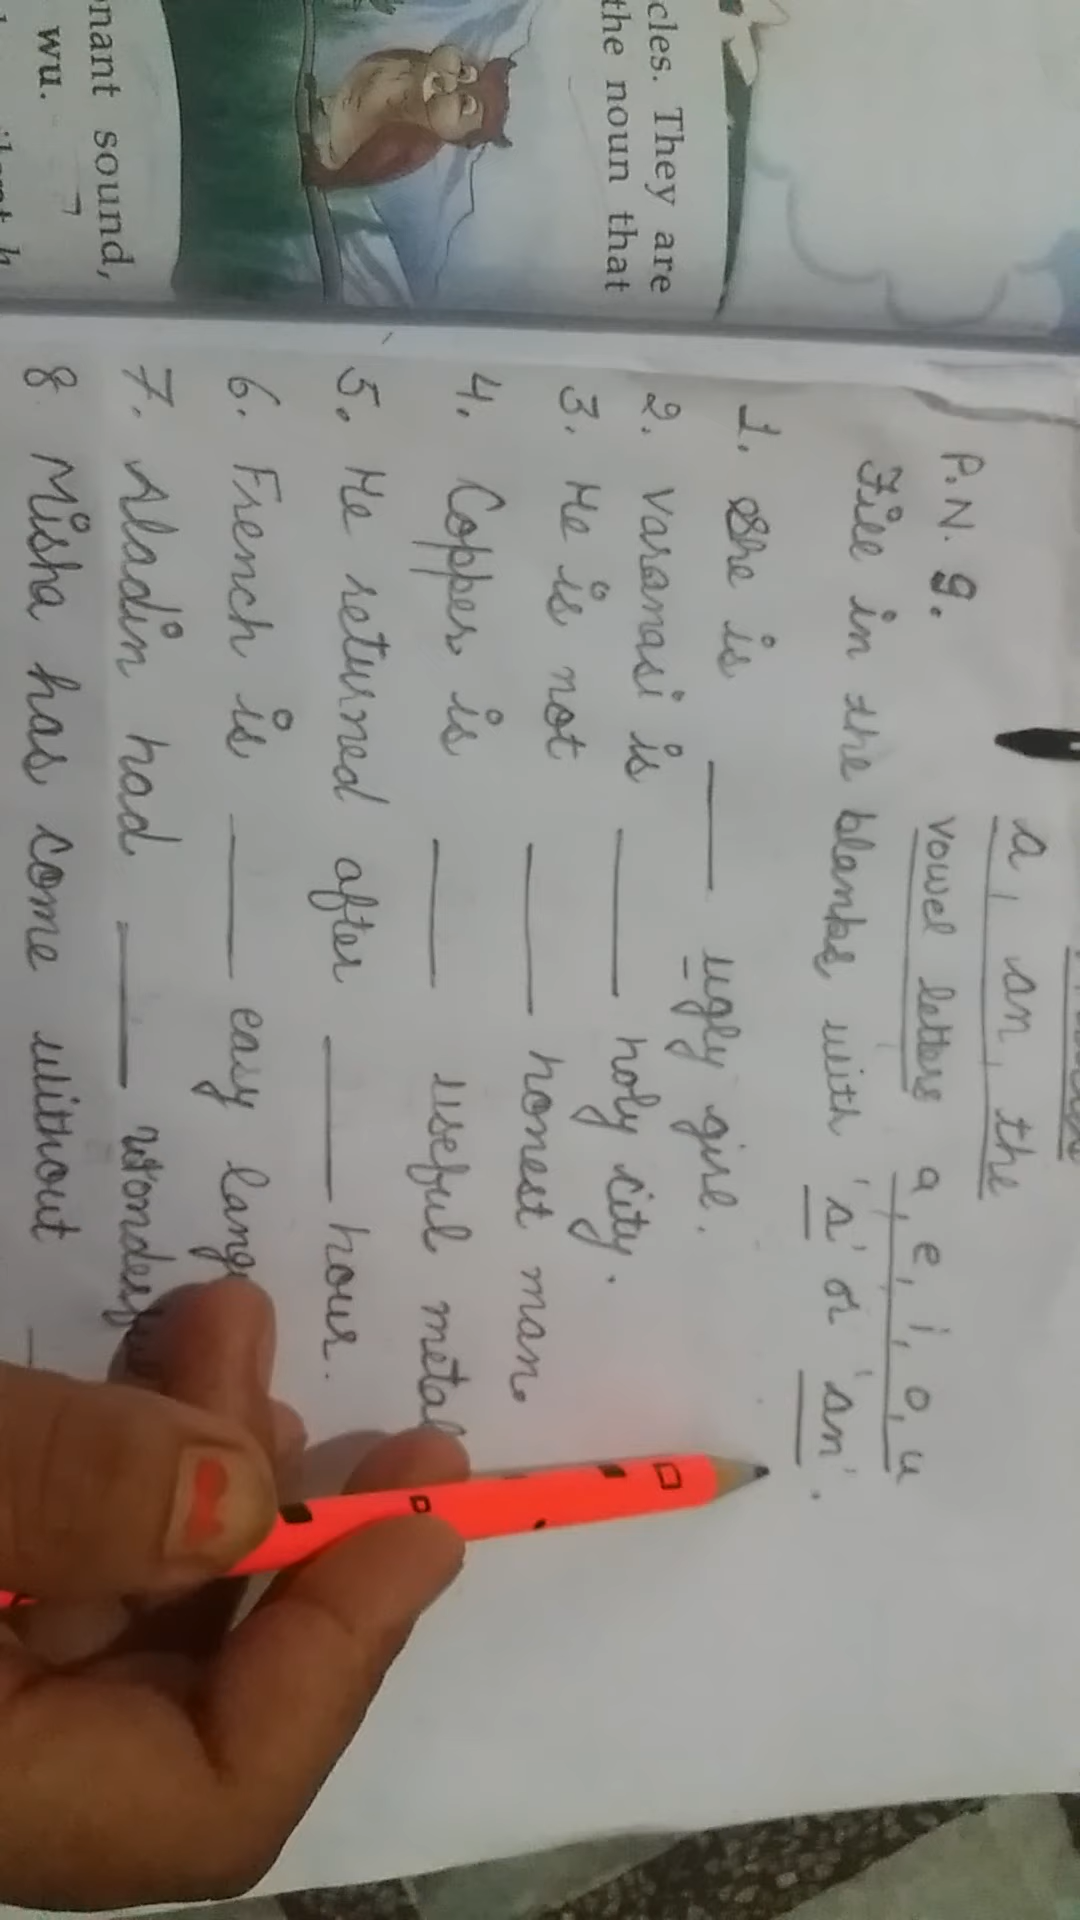 cles. They are
the noun that
nant sound,
wu.
a, an, the
vowel letters a, e, i, o, u
P.N. 9.
Fill in the blanks with 'a' or 'an'.
1. She is ___ ugly girl.
2. Varanasi is ___ holy city.
3. He is not ___ honest man.
4. Copper is ___ useful metal
5. He returned after ___ hour.
6. French is ___ easy lang
7. Aladin had ___ wonderful
8. Misha has come without